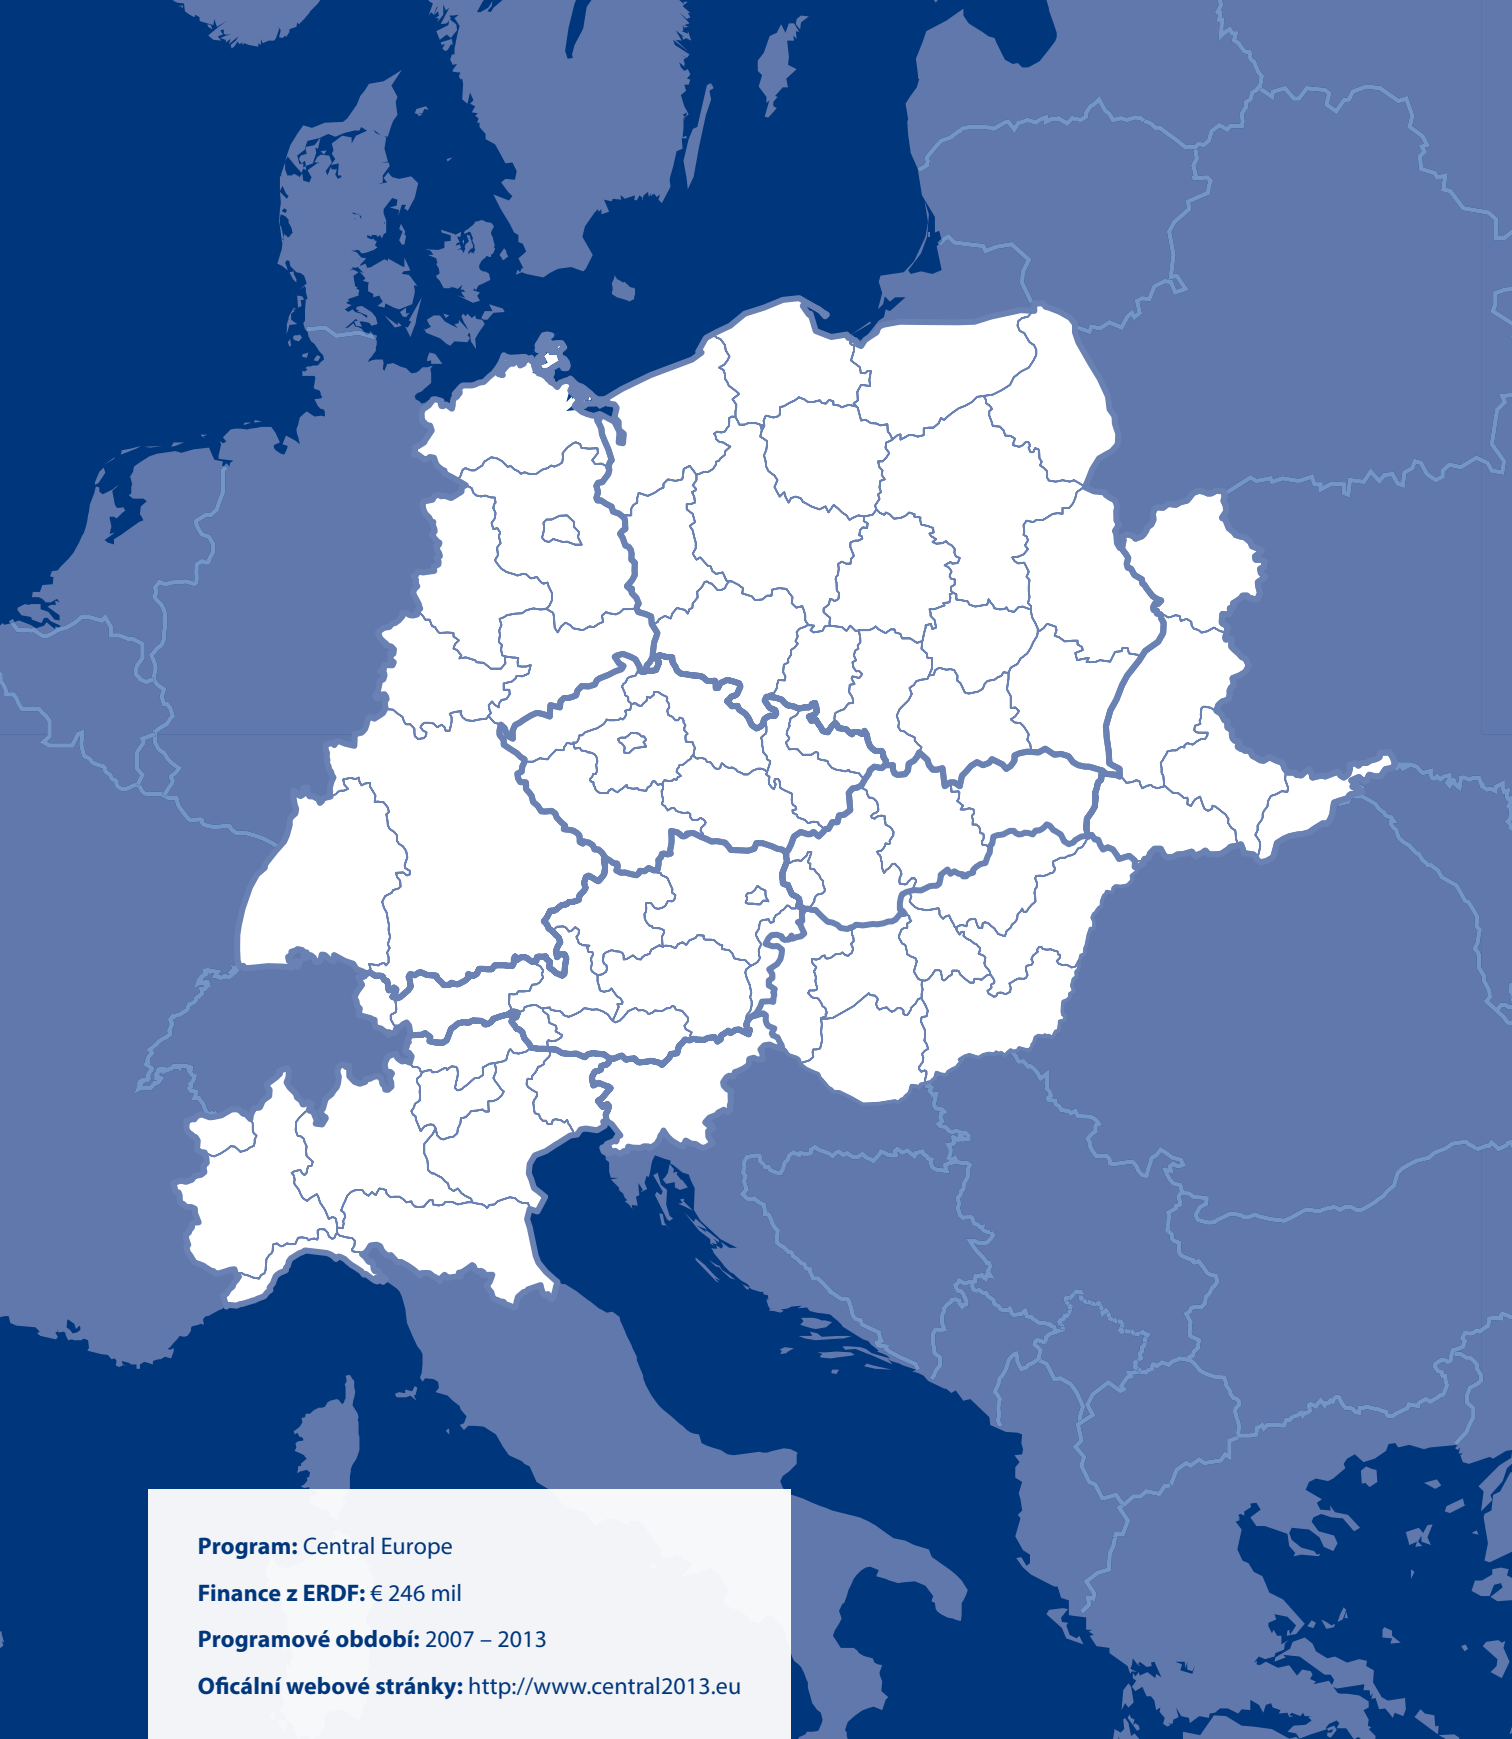 Program: Central Europe
Finance z ERDF: € 246 mil
Programové období: 2007 – 2013
Oficální webové stránky: http://www.central2013.eu